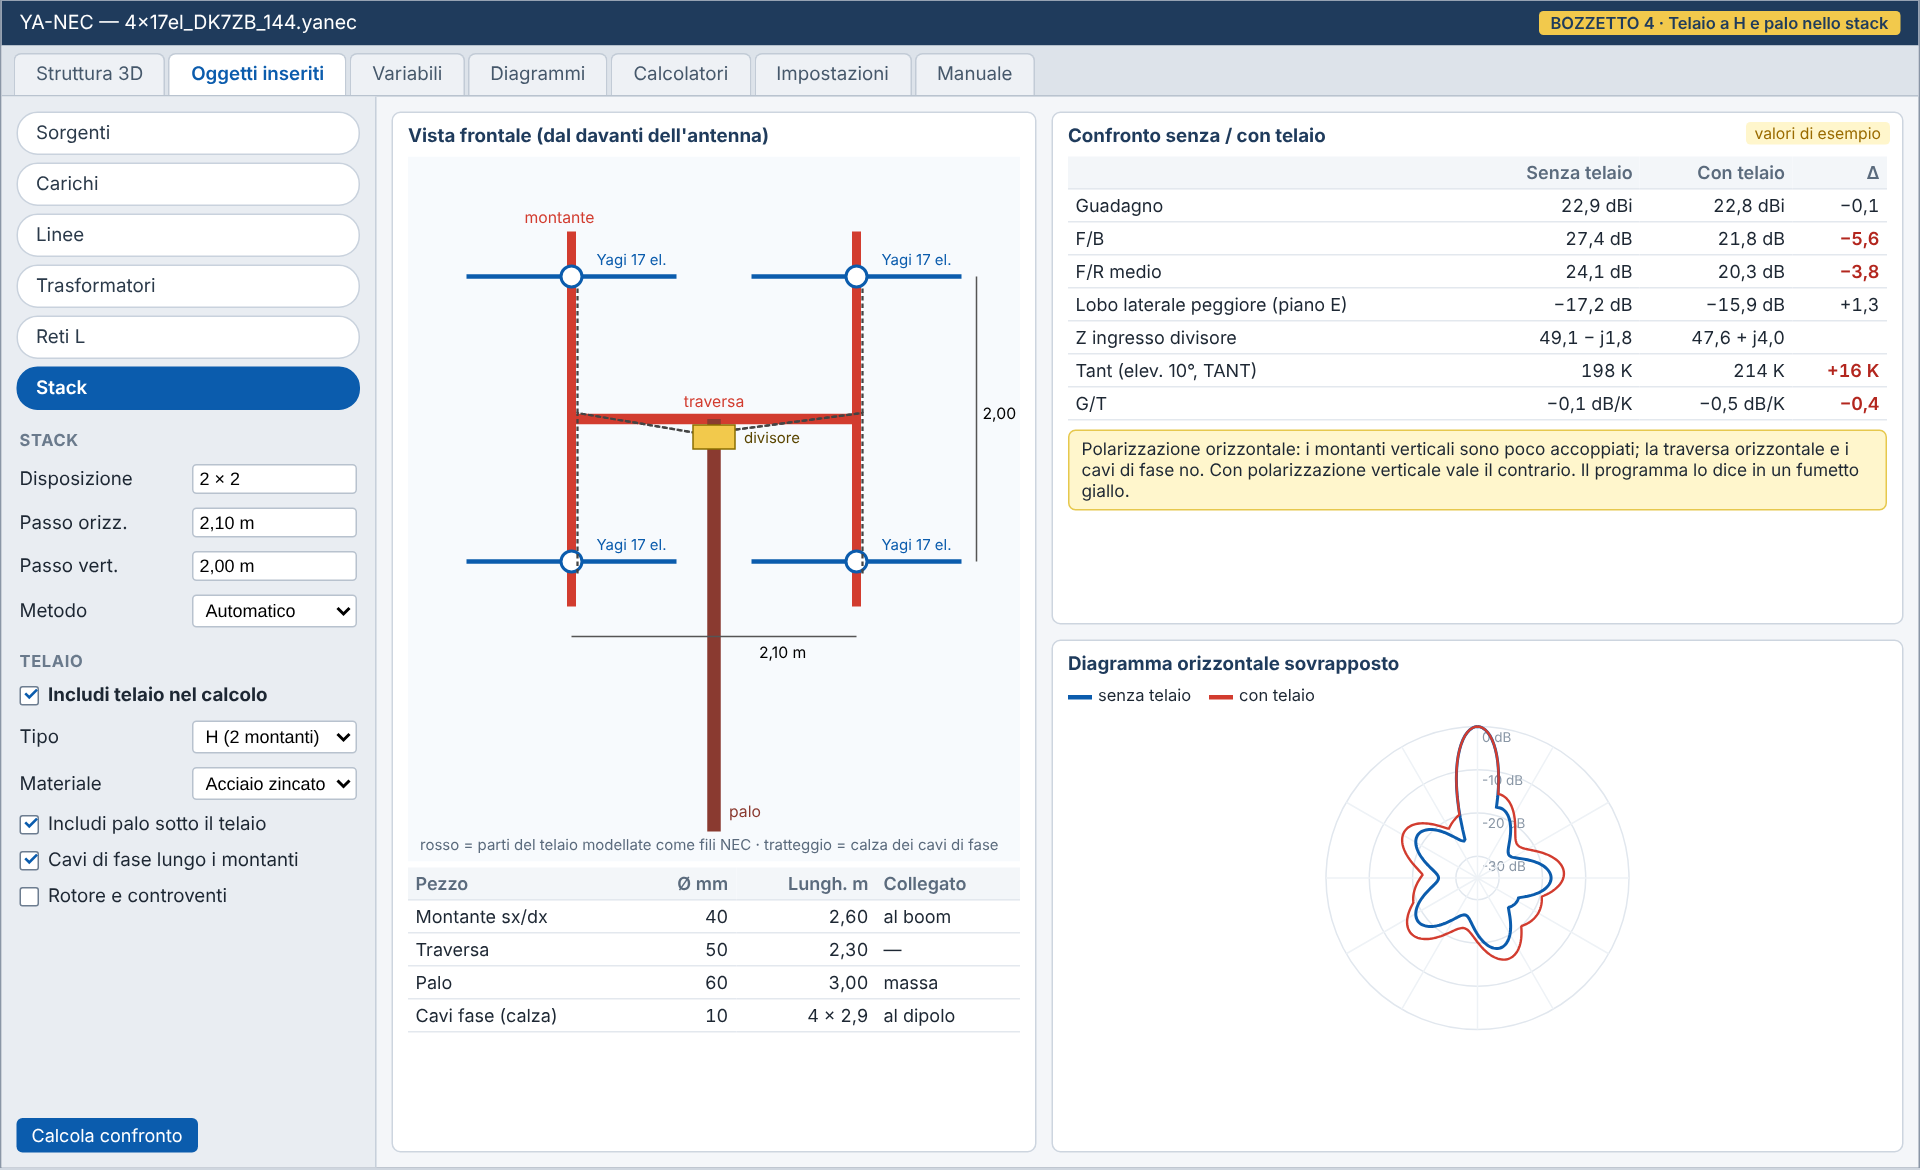 YA-NEC — 4×17el_DK7ZB_144.yanec
BOZZETTO 4 · Telaio a H e palo nello stack
Struttura 3D
Oggetti inseriti
Variabili
Diagrammi
Calcolatori
Impostazioni
Manuale
Sorgenti
Carichi
Linee
Trasformatori
Reti L
Stack
STACK
Disposizione 2 × 2
Passo orizz. 2,10 m
Passo vert. 2,00 m
Metodo Automatico
TELAIO
Includi telaio nel calcolo
Tipo H (2 montanti)
Materiale Acciaio zincato
Includi palo sotto il telaio
Cavi di fase lungo i montanti
Rotore e controventi
Calcola confronto
Vista frontale (dal davanti dell'antenna)
montante
Yagi 17 el.
Yagi 17 el.
traversa
2,00
divisore
Yagi 17 el.
Yagi 17 el.
2,10 m
palo
rosso = parti del telaio modellate come fili NEC · tratteggio = calza dei cavi di fase
Pezzo Ø mm Lungh. m Collegato
Montante sx/dx 40 2,60 al boom
Traversa 50 2,30 —
Palo 60 3,00 massa
Cavi fase (calza) 10 4 × 2,9 al dipolo
Confronto senza / con telaio
valori di esempio
Senza telaio Con telaio Δ
Guadagno 22,9 dBi 22,8 dBi −0,1
F/B 27,4 dB 21,8 dB −5,6
F/R medio 24,1 dB 20,3 dB −3,8
Lobo laterale peggiore (piano E) −17,2 dB −15,9 dB +1,3
Z ingresso divisore 49,1 − j1,8 47,6 + j4,0
Tant (elev. 10°, TANT) 198 K 214 K +16 K
G/T −0,1 dB/K −0,5 dB/K −0,4
Polarizzazione orizzontale: i montanti verticali sono poco accoppiati; la traversa orizzontale e i
cavi di fase no. Con polarizzazione verticale vale il contrario. Il programma lo dice in un fumetto
giallo.
Diagramma orizzontale sovrapposto
senza telaio con telaio
0 dB
-10 dB
-20 dB
-30 dB